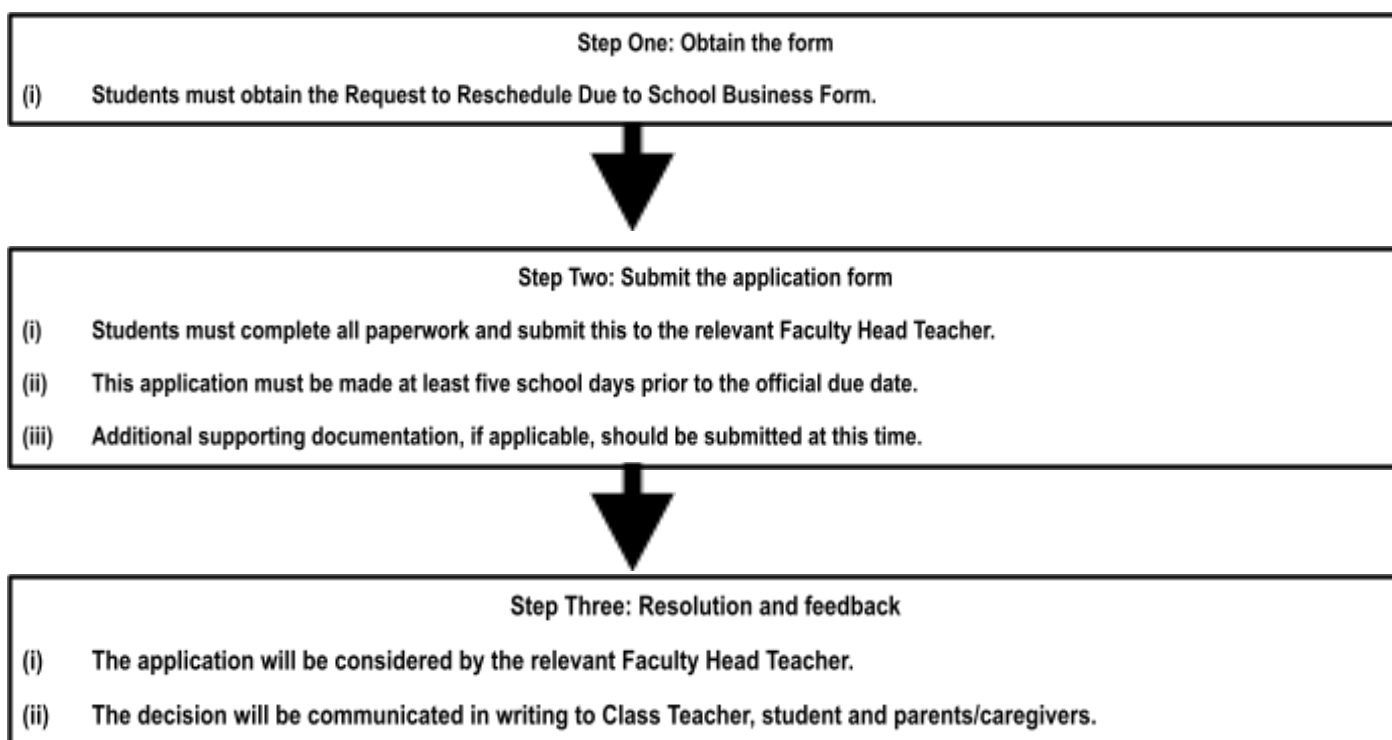 Step One: Obtain the form
(i) Students must obtain the Request to Reschedule Due to School Business Form.
Step Two: Submit the application form
(i) Students must complete all paperwork and submit this to the relevant Faculty Head Teacher.
(ii) This application must be made at least five school days prior to the official due date.
(iii) Additional supporting documentation, if applicable, should be submitted at this time.
Step Three: Resolution and feedback
(i) The application will be considered by the relevant Faculty Head Teacher.
(ii) The decision will be communicated in writing to Class Teacher, student and parents/caregivers.